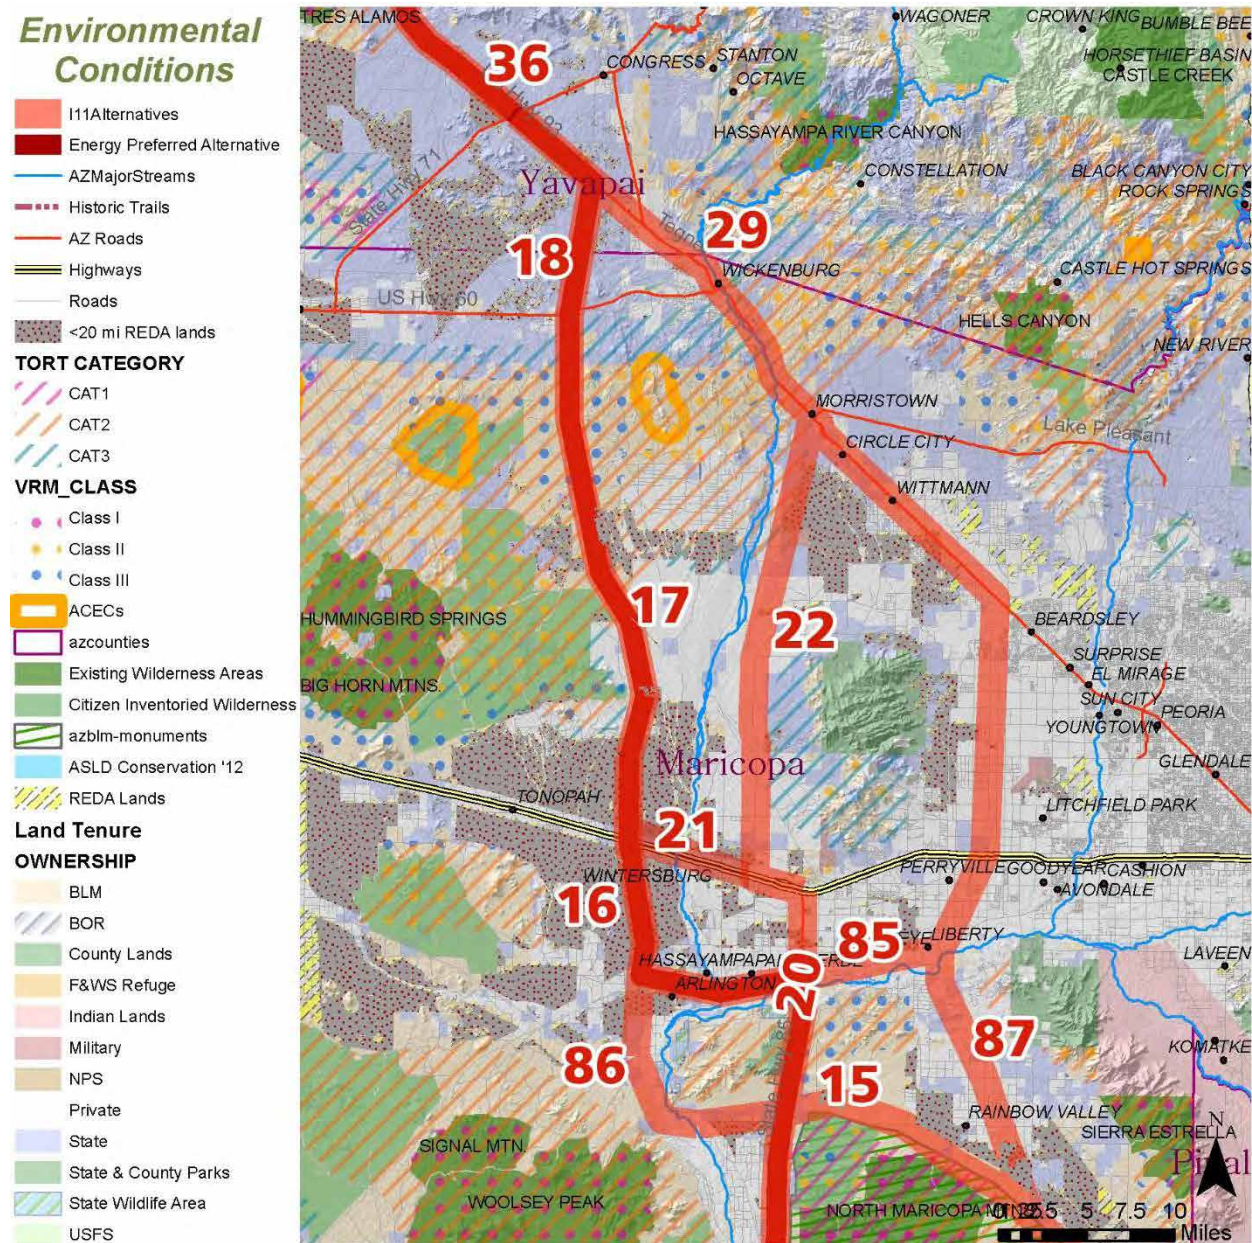 Environmental
Conditions
I11Alternatives
Energy Preferred Alternative
AZMajorStreams
Historic Trails
AZ Roads
Highways
Roads
<20 mi REDA lands
TORT CATEGORY
CAT1
CAT2
CAT3
VRM_CLASS
Class I
Class II
Class III
ACECs
azcounties
Existing Wilderness Areas
Citizen Inventoried Wilderness
azblm-monuments
ASLD Conservation '12
REDA Lands
Land Tenure
OWNERSHIP
BLM
BOR
County Lands
F&WS Refuge
Indian Lands
Military
NPS
Private
State
State & County Parks
State Wildlife Area
USFS
TRES ALAMOS
WAGONER
CROWN KING
BUMBLE BEE
36
CONGRESS
STANTON
OCTAVE
HORSETHIEF BASIN
CASTLE CREEK
HASSAYAMPA RIVER CANYON
State Hwy 71
Yavapai
CONSTELLATION
BLACK CANYON CITY
ROCK SPRINGS
18
29
WICKENBURG
CASTLE HOT SPRINGS
US Hwy 60
HELLS CANYON
NEW RIVER
MORRISTOWN
Lake Pleasant
CIRCLE CITY
WITTMANN
17
22
HUMMINGBIRD SPRINGS
BEARDSLEY
SURPRISE
EL MIRAGE
BIG HORN MTNS.
SUN CITY
PEORIA
YOUNGTOWN
Maricopa
GLENDALE
TONOPAH
LITCHFIELD PARK
21
WINTERSBURG
PERRYVILLE
GOODYEAR
CASHION
AVONDALE
16
85
LIBERTY
HASSAYAMPA
LAVEEN
ARLINGTON
20
87
KOMATKE
86
15
RAINBOW VALLEY
SIGNAL MTN.
SIERRA ESTRELLA
N
WOOLSEY PEAK
NORTH MARICOPA MTNS
5 7.5 10
Miles